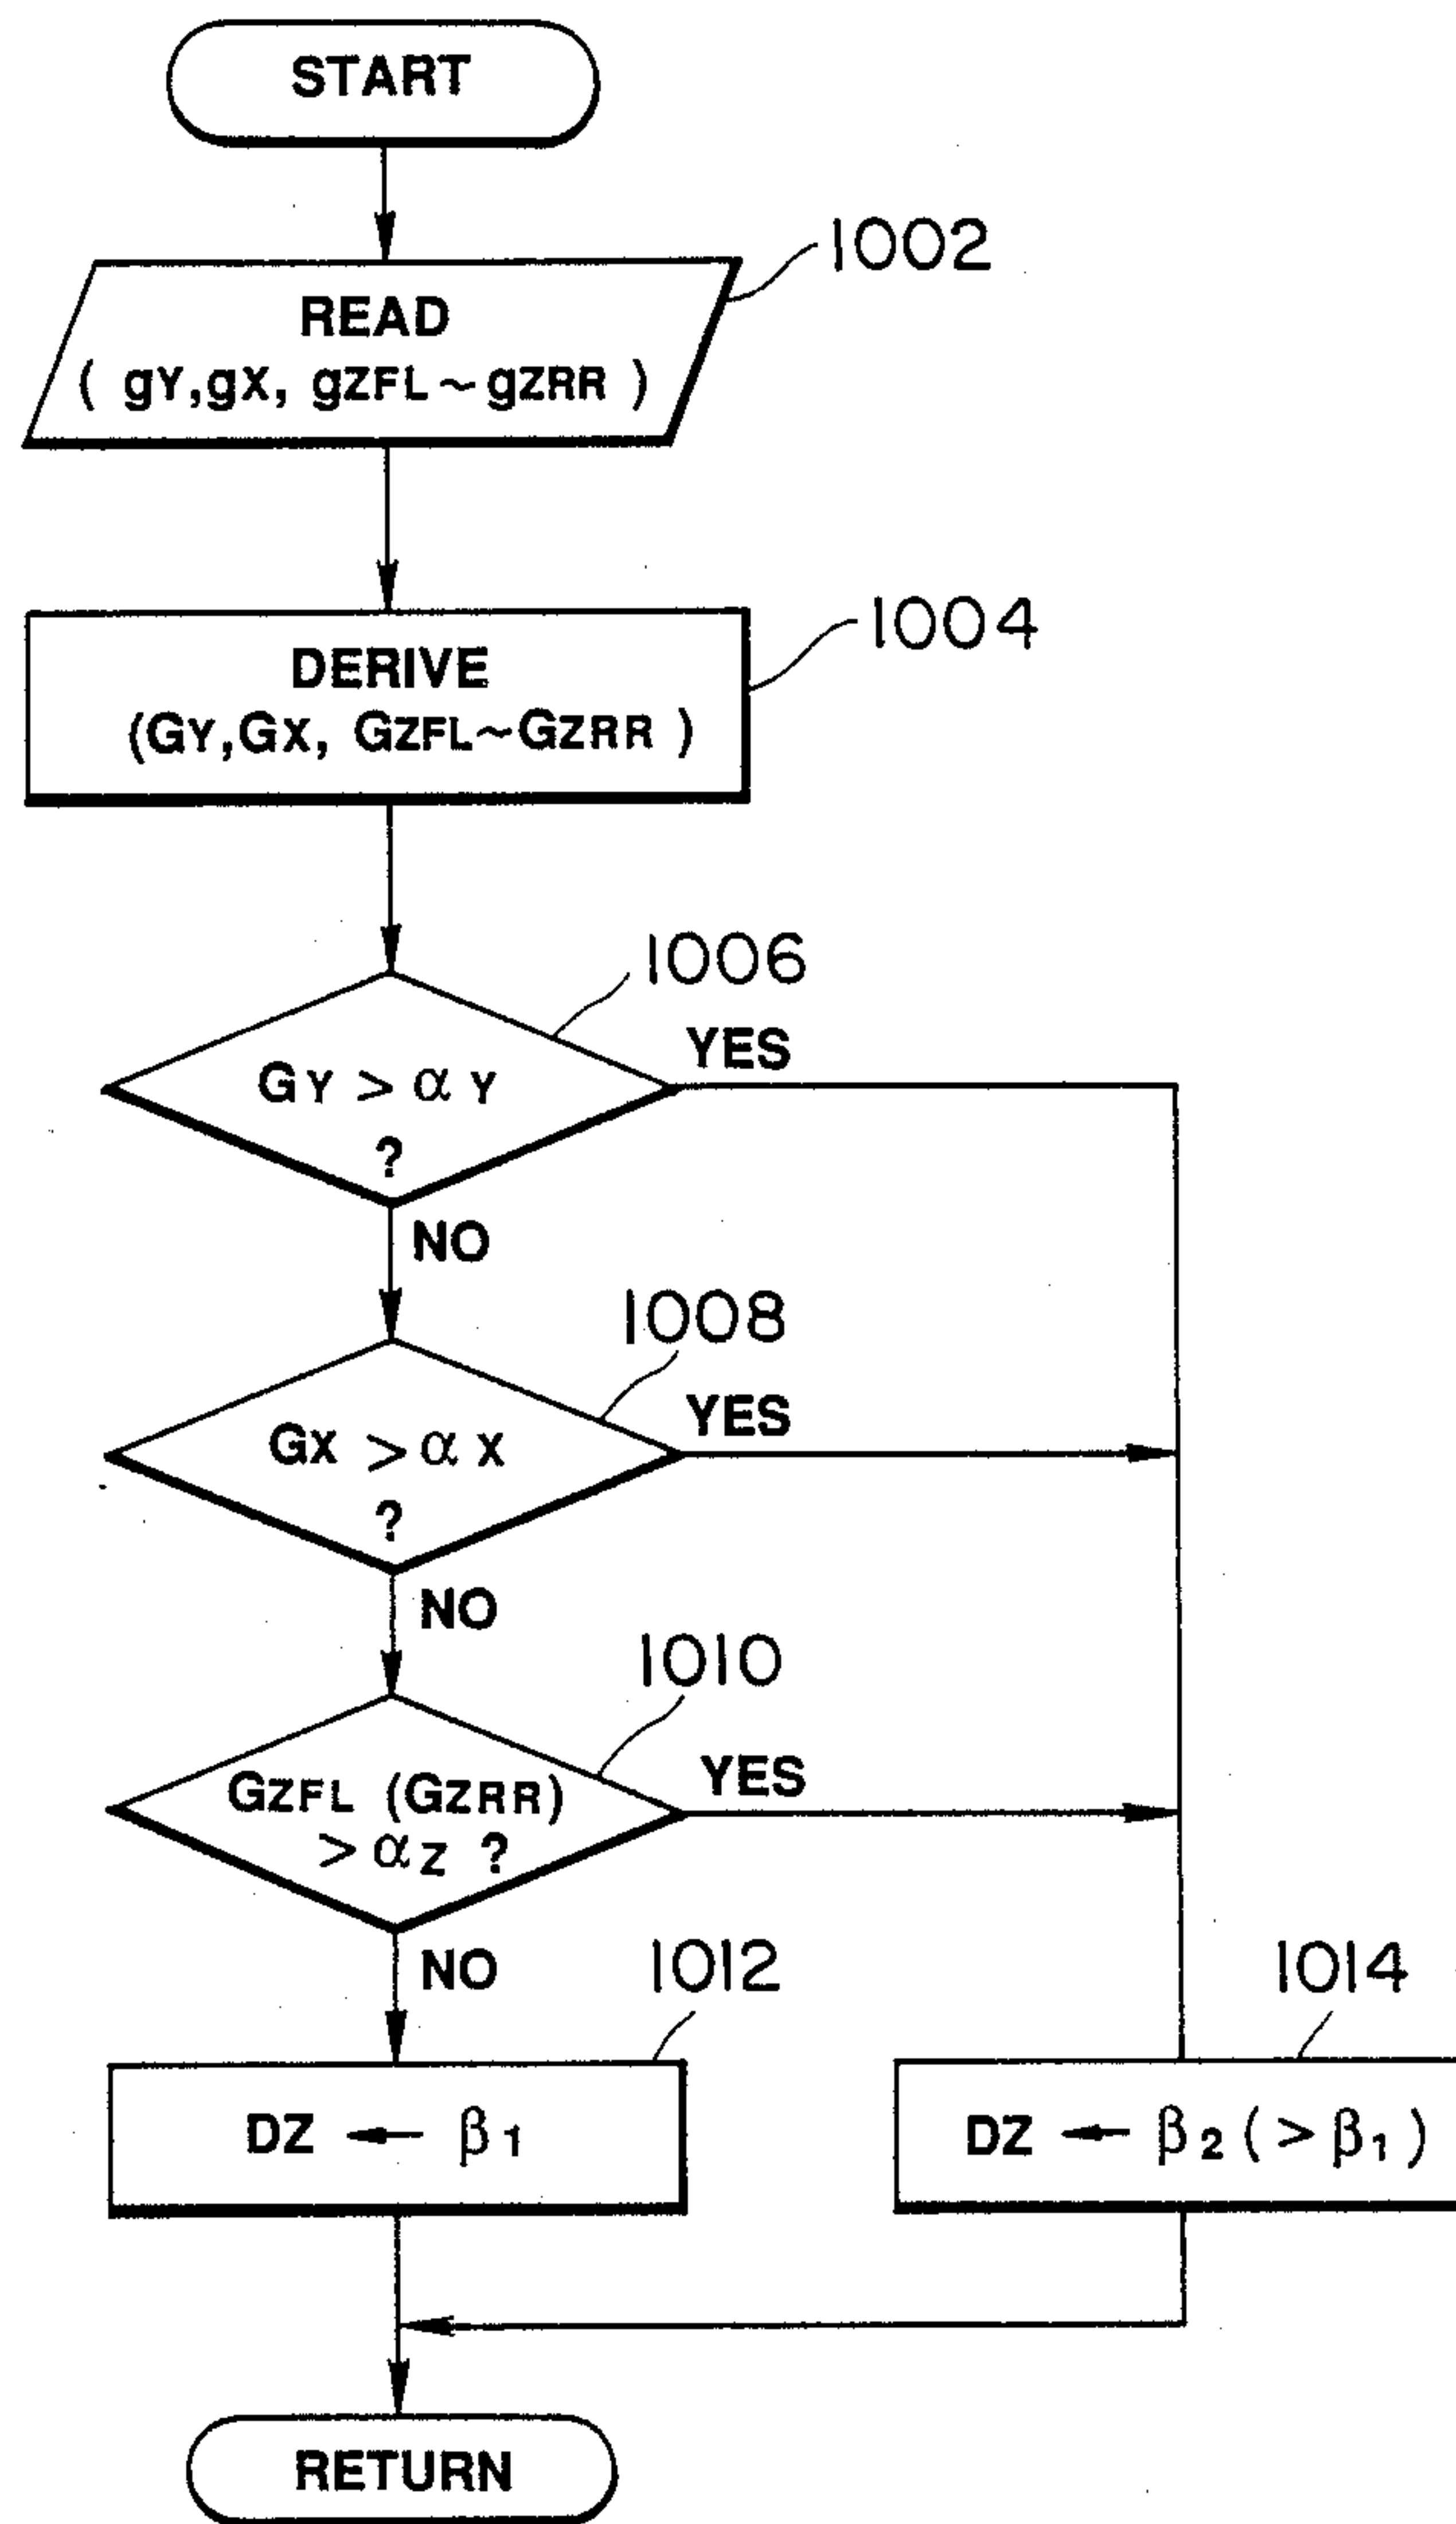 START
1002
READ
( gY,gX, gZFL~gZRR )
1004
DERIVE
(GY,GX, GZFL~GZRR )
1006
YES
GY > α Y
?
NO
1008
YES
GX > α X
?
NO
1010
YES
GZFL (GZRR)
> αZ ?
NO
1012
1014
DZ ← β1
DZ ← β2 ( > β1 )
RETURN